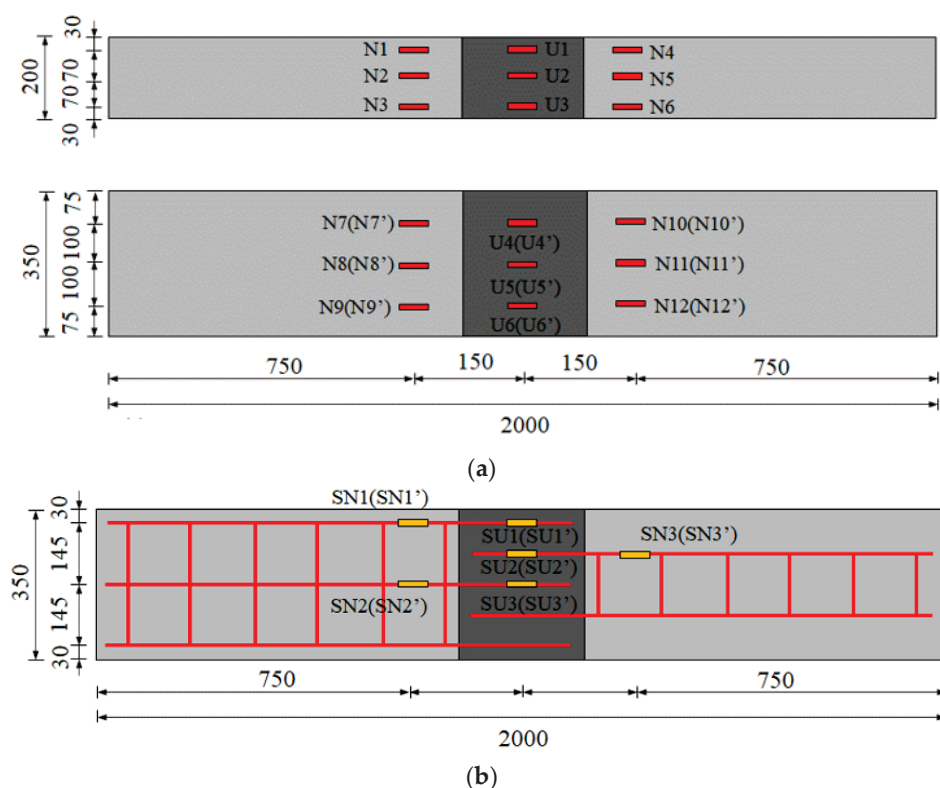 30
N1 U1 N4
200 70
N2 U2 N5
70
N3 U3 N6
30
75
N7(N7’) N10(N10’)
100 U4(U4’)
350 N8(N8’) N11(N11’)
100 U5(U5’)
N9(N9’) N12(N12’)
75 U6(U6’)
750 150 150 750
2000
(a)
SN1(SN1’)
30
SU1(SU1’) SN3(SN3’)
145
SU2(SU2’)
350
SN2(SN2’) SU3(SU3’)
145
30
750 750
2000
(b)